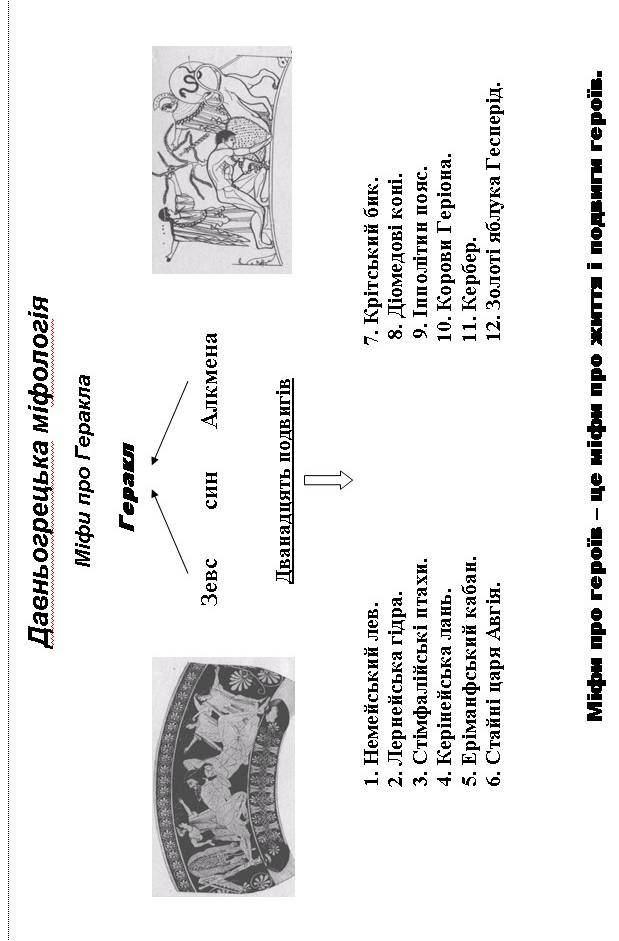 Давньогрецька міфологія
Міфи про Геракла
Геракл
Зевс син Алкмена
Дванадцять подвигів
1. Немейський лев.
2. Лернейська гідра.
3. Стімфалійські птахи.
4. Керінейська лань.
5. Еріманфський кабан.
6. Стайні царя Авгія.
7. Крітський бик.
8. Діомедові коні.
9. Іпполітин пояс.
10. Корови Геріона.
11. Кербер.
12. Золоті яблука Гесперід.
Міфи про героїв – це міфи про життя і подвиги героїв.